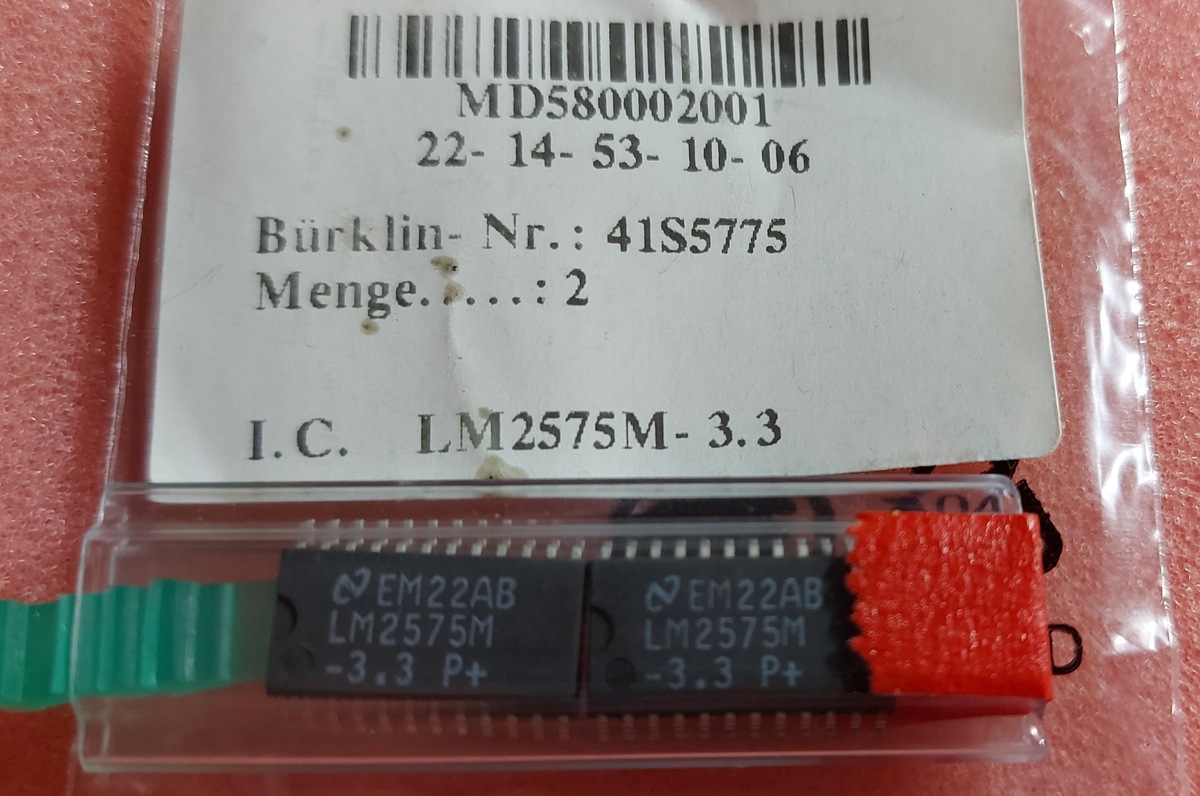 MD580002001
22- 14- 53- 10- 06
Bürklin- Nr.: 41S5775
Menge......: 2
I.C. LM2575M- 3.3
EM22AB
LM2575M
-3.3 P+
EM22AB
LM2575M
-3.3 P+